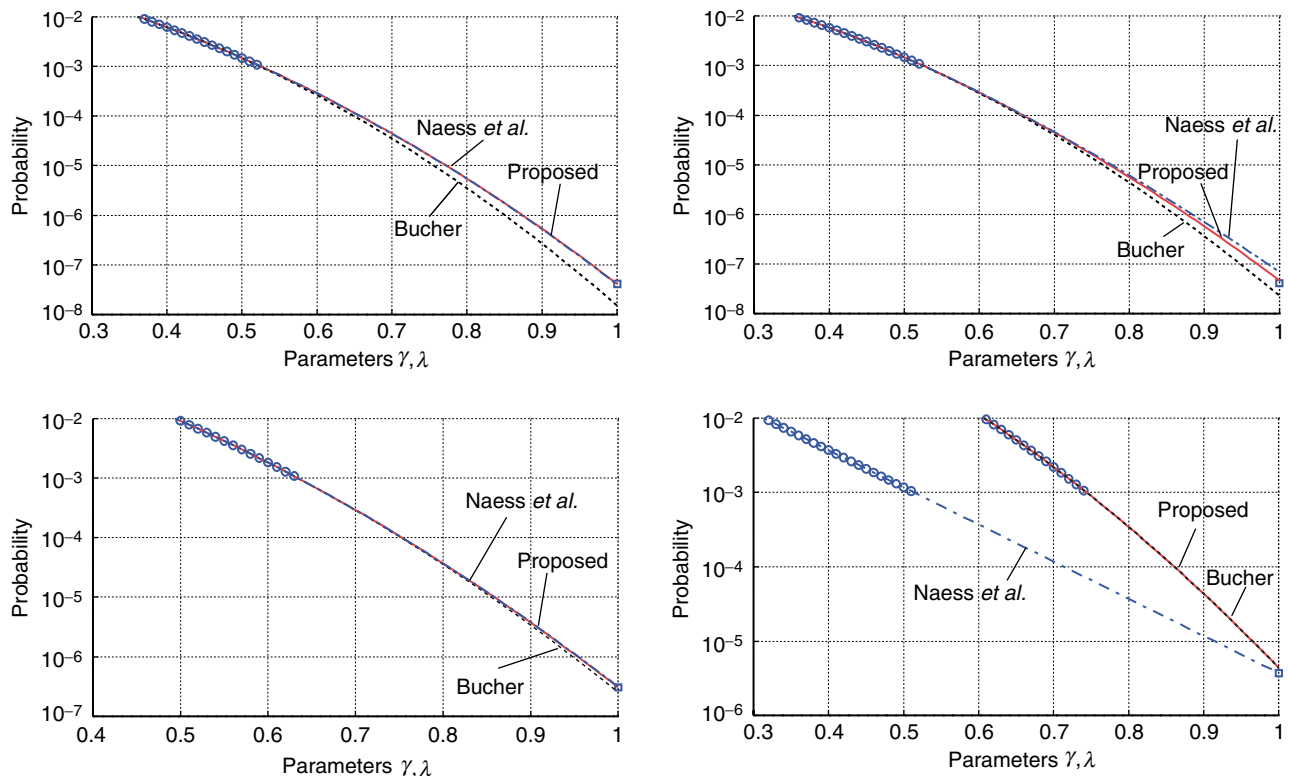 10–2
10–3
10–4
10–5
10–6
10–7
10–8
Probability
Naess et al.
Proposed
Bucher
0.3 0.4 0.5 0.6 0.7 0.8 0.9 1
Parameters γ, λ
10–2
10–3
10–4
10–5
10–6
10–7
10–8
Probability
Naess et al.
Proposed
Bucher
0.3 0.4 0.5 0.6 0.7 0.8 0.9 1
Parameters γ, λ
10–2
10–3
10–4
10–5
10–6
10–7
Probability
Naess et al.
Proposed
Bucher
0.4 0.5 0.6 0.7 0.8 0.9 1
Parameters γ, λ
10–2
10–3
10–4
10–5
10–6
Probability
Proposed
Bucher
Naess et al.
0.3 0.4 0.5 0.6 0.7 0.8 0.9 1
Parameters γ, λ